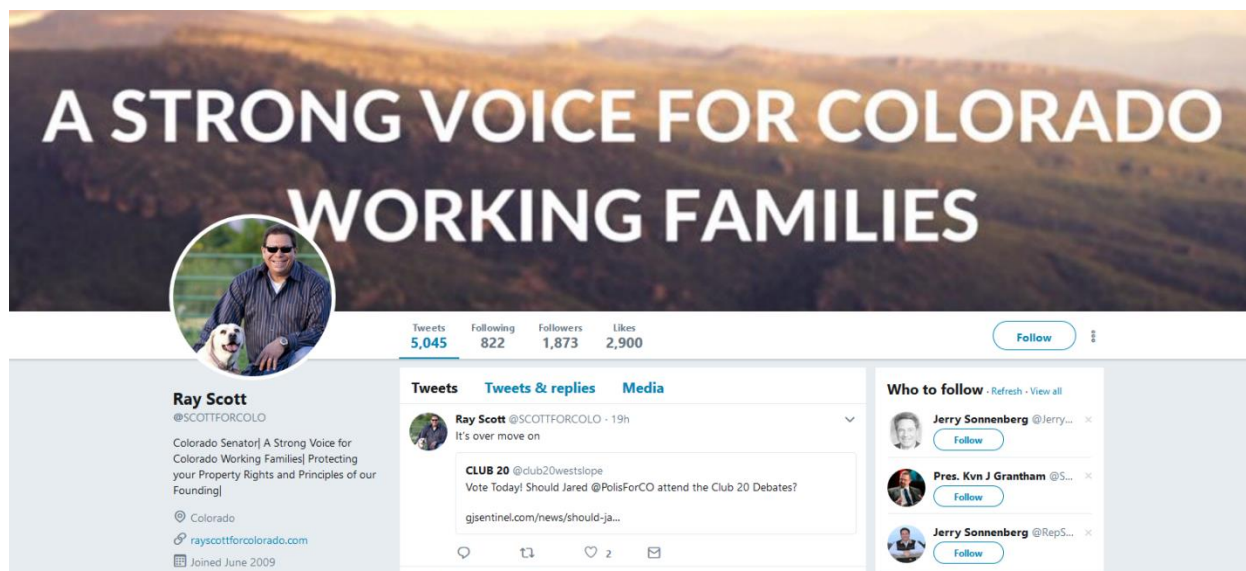 A STRONG VOICE FOR COLORADO
WORKING FAMILIES
Tweets
5,045
Following
822
Followers
1,873
Likes
2,900
Follow
Ray Scott
@SCOTTFORCOLO
Colorado Senator| A Strong Voice for
Colorado Working Families| Protecting
your Property Rights and Principles of our
Founding|
Colorado
rayscottforcolorado.com
Joined June 2009
Tweets Tweets & replies Media
Ray Scott @SCOTTFORCOLO · 19h
It's over move on
CLUB 20 @club20westslope
Vote Today! Should Jared @PolisForCO attend the Club 20 Debates?
gjsentinel.com/news/should-ja...
2
Who to follow · Refresh · View all
Jerry Sonnenberg @Jerry...
Follow
Pres. Kvn J Grantham @S...
Follow
Jerry Sonnenberg @RepS...
Follow